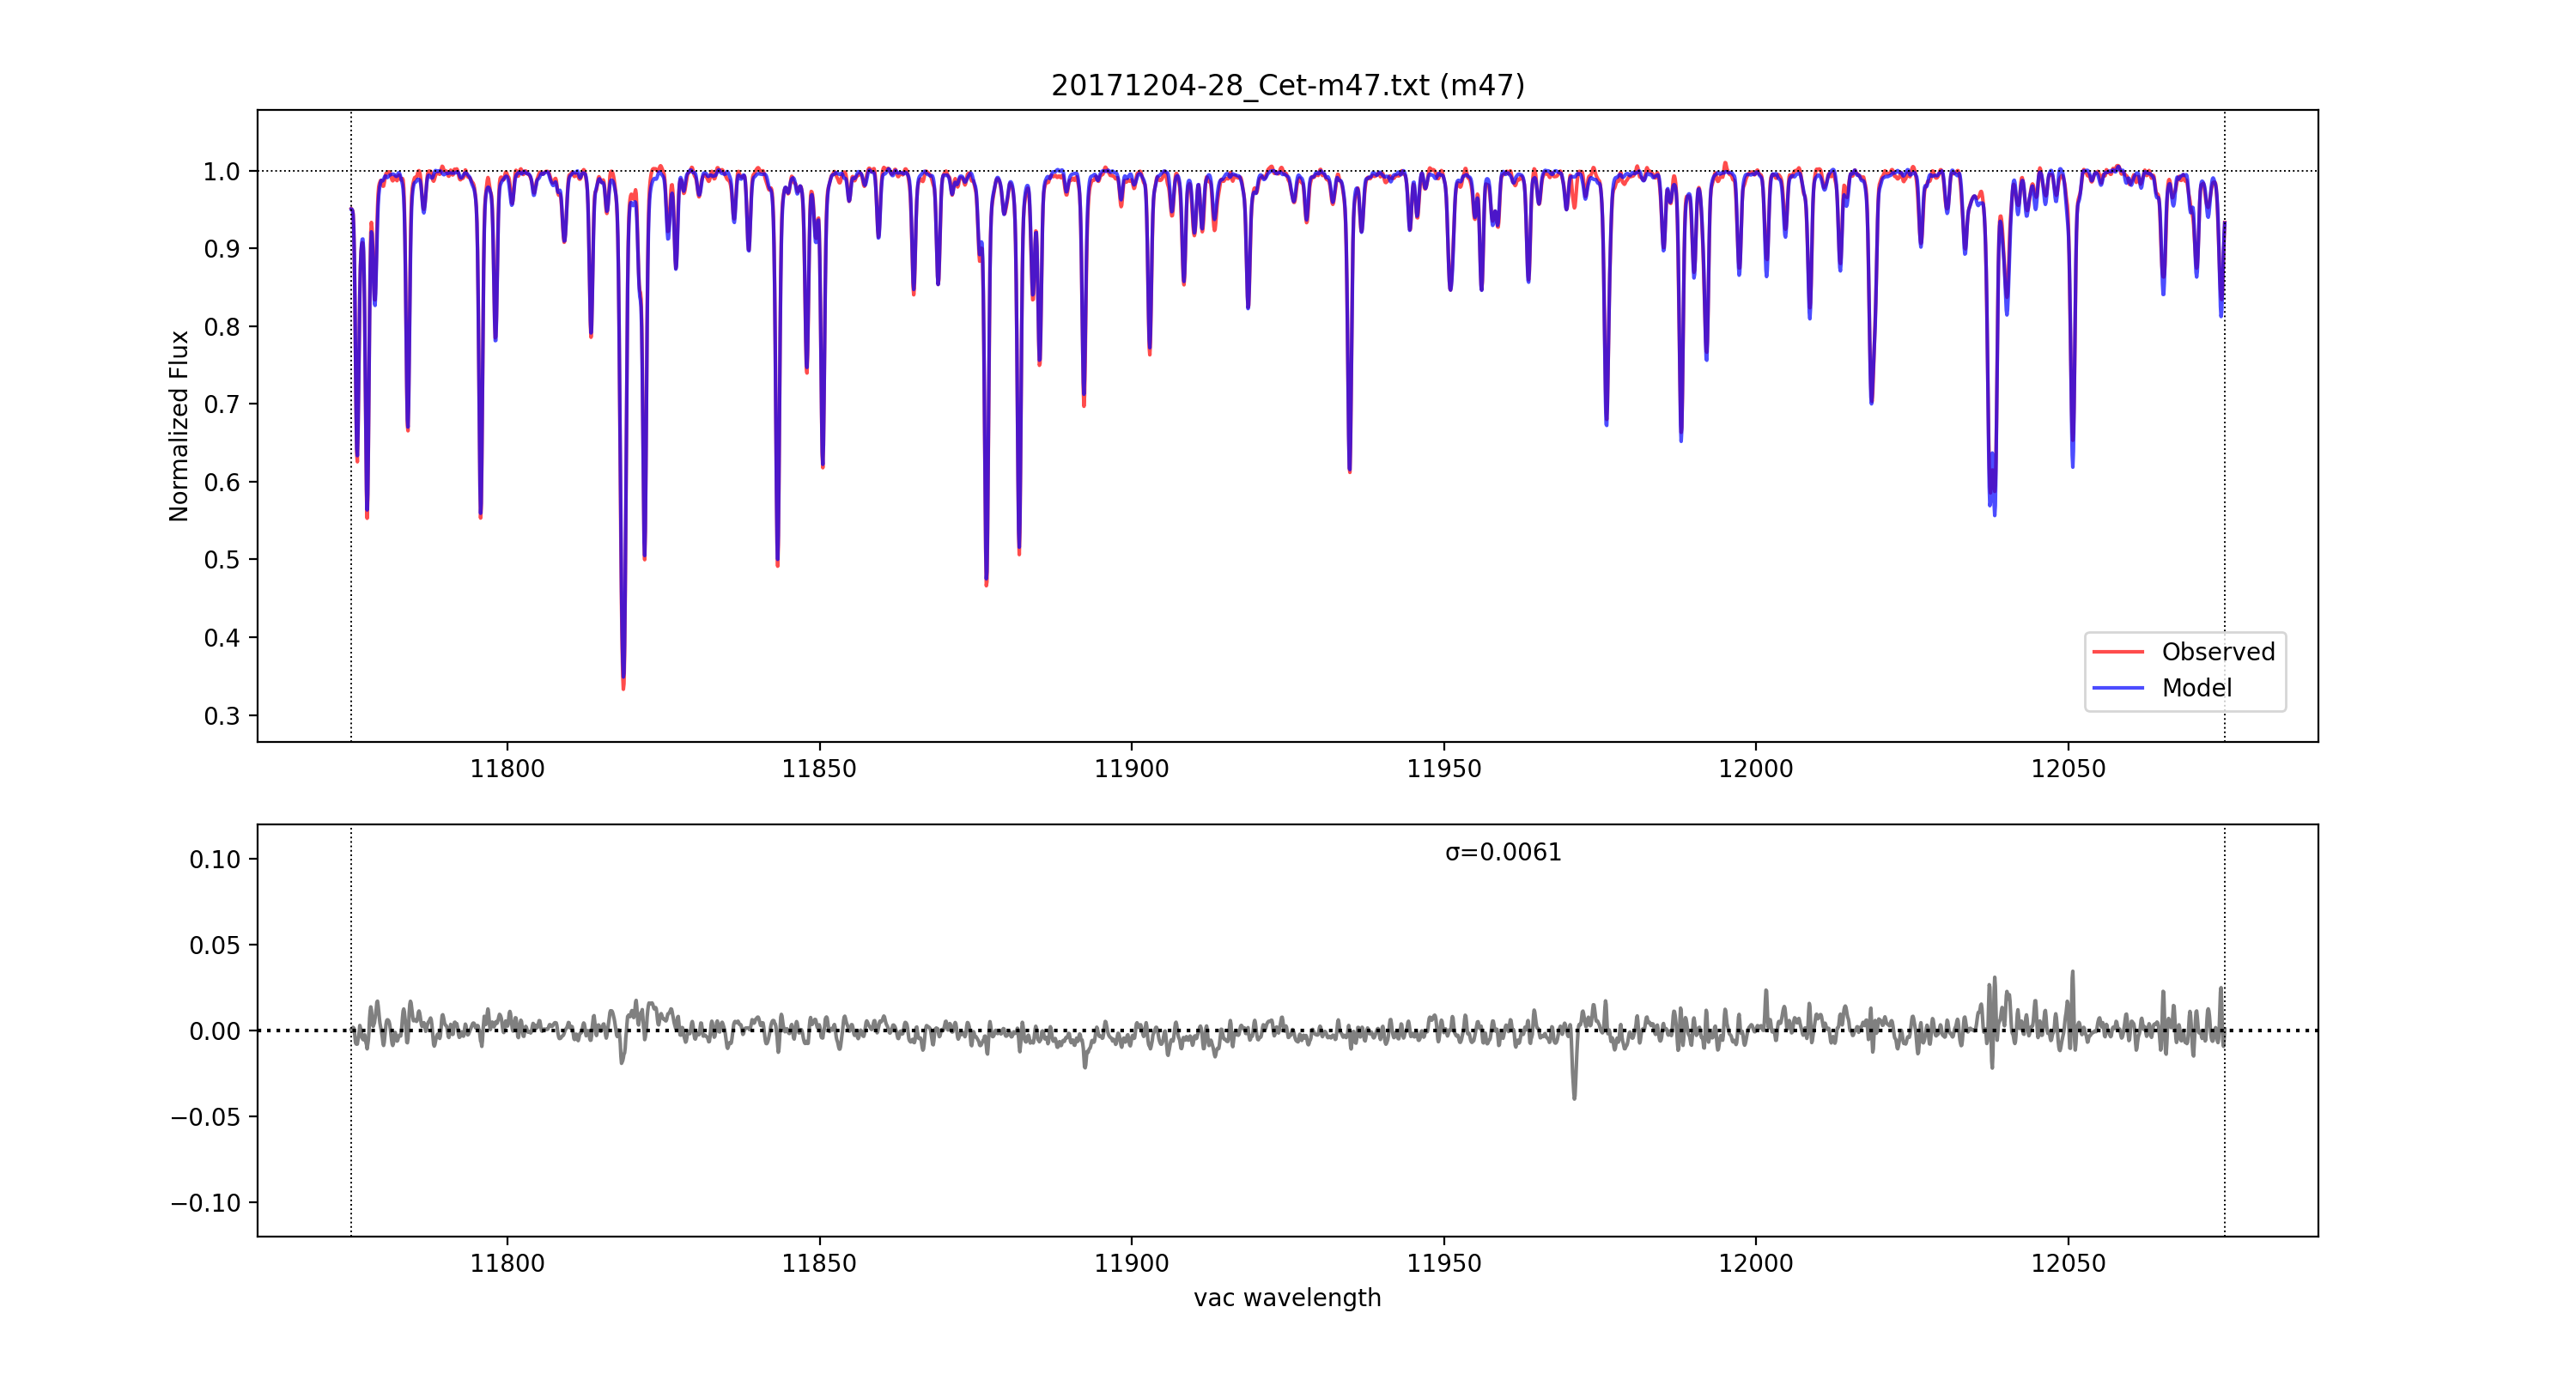 20171204-28_Cet-m47.txt (m47)
Normalized Flux
1.0
0.9
0.8
0.7
0.6
0.5
0.4
0.3
Observed
Model
11800 11850 11900 11950 12000 12050
σ=0.0061
0.10
0.05
0.00
−0.05
−0.10
11800 11850 11900 11950 12000 12050
vac wavelength